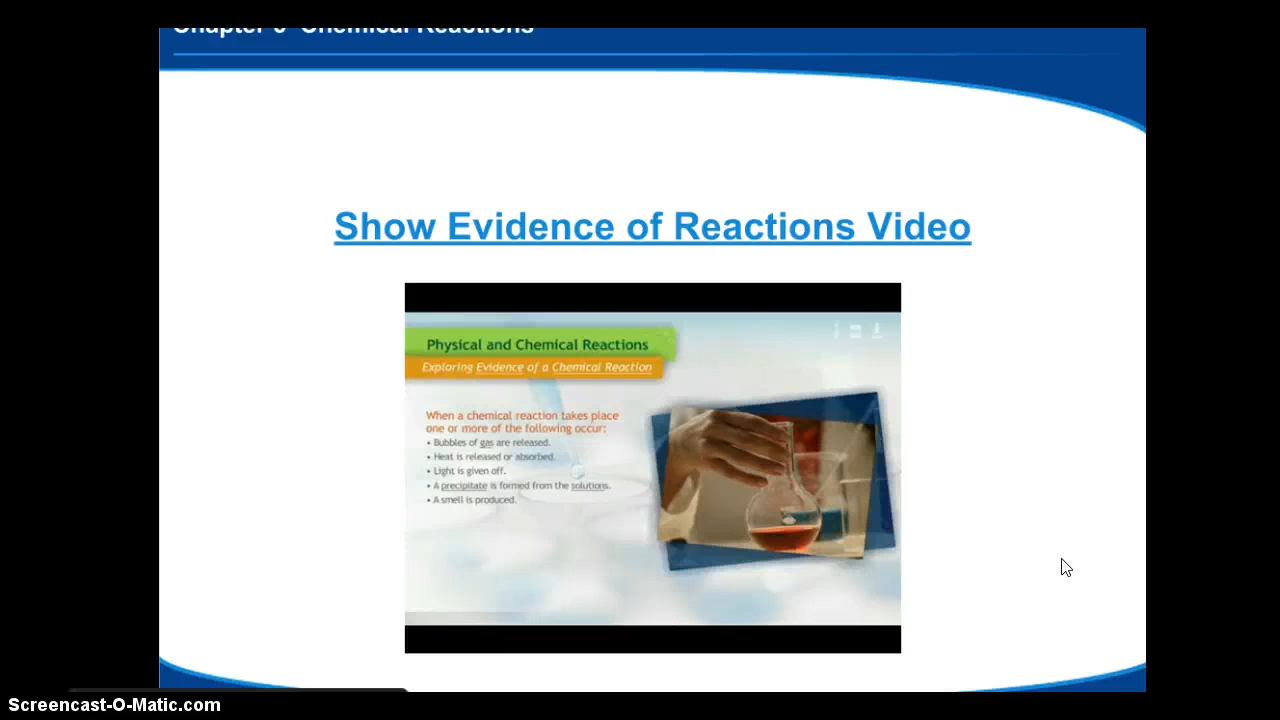 Chemical Reactions
Show Evidence of Reactions Video
Physical and Chemical Reactions
Exploring Evidence of a Chemical Reaction
When a chemical reaction takes place
one or more of the following occur:
• Bubbles of gas are released.
• Heat is released or absorbed.
• Light is given off.
• A precipitate is formed from the solutions.
• A smell is produced.
Screencast-O-Matic.com